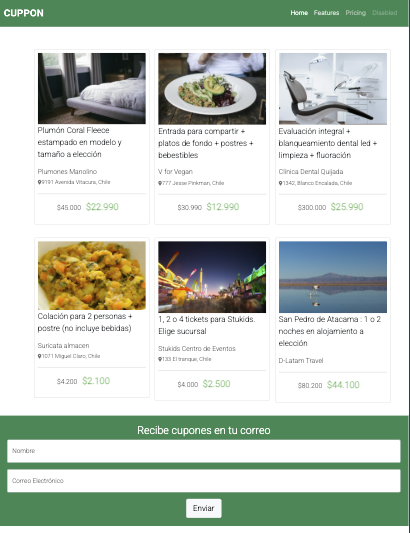 CUPPON
Home Features Pricing Disabled
Plumón Coral Fleece
estampado en modelo y
tamaño a elección
Plumones Manolino
9191 Avenida Vitacura, Chile
$45.000 $22.990
Entrada para compartir +
platos de fondo + postres +
bebestibles
V for Vegan
777 Jesse Pinkman, Chile
$30.990 $12.990
Evaluación integral +
blanqueamiento dental led +
limpieza + fluoración
Clínica Dental Quijada
1342, Blanco Encalada, Chile
$300.000 $25.990
Colación para 2 personas +
postre (no incluye bebidas)
Suricata almacen
1071 Miguel Claro, Chile
$4.200 $2.100
1, 2 o 4 tickets para Stukids.
Elige sucursal
Stukids Centro de Eventos
133 El tranque, Chile
$4.000 $2.500
San Pedro de Atacama : 1 o 2
noches en alojamiento a
elección
D-Latam Travel
$80.200 $44.100
Recibe cupones en tu correo
Nombre
Correo Electrónico
Enviar